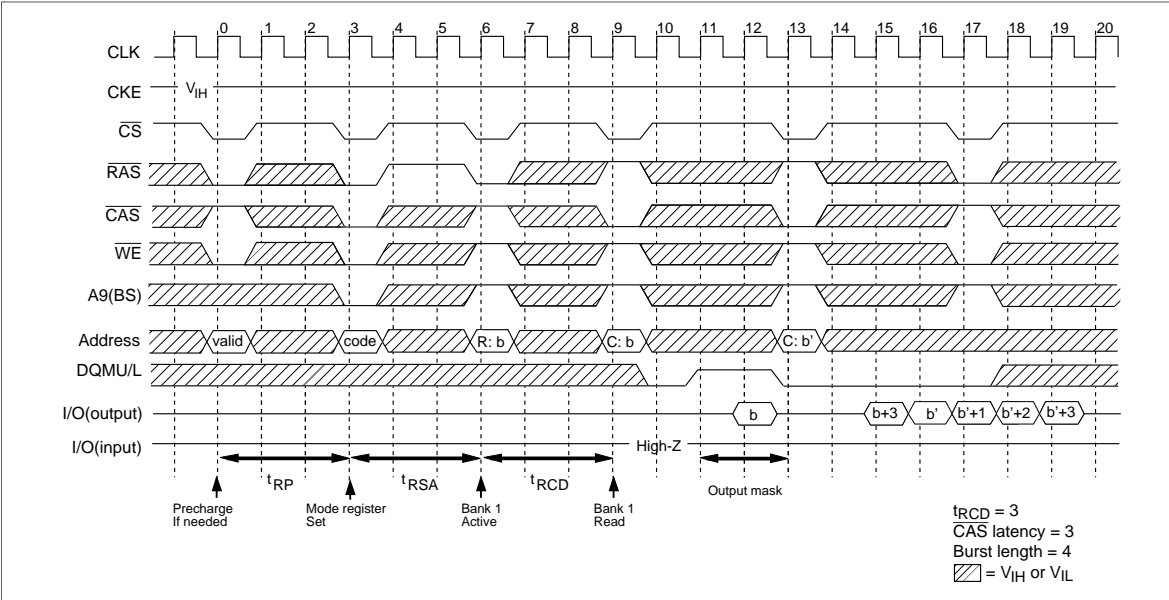 0 1 2 3 4 5 6 7 8 9 10 11 12 13 14 15 16 17 18 19 20
CLK
CKE VIH
CS
RAS
CAS
WE
A9(BS)
Address valid code R: b C: b C: b'
DQMU/L
I/O(output) b b+3 b' b'+1 b'+2 b'+3
I/O(input) High-Z
tRP tRSA tRCD Output mask
Precharge If needed
Mode register Set
Bank 1 Active
Bank 1 Read
tRCD = 3
CAS latency = 3
Burst length = 4
= VIH or VIL